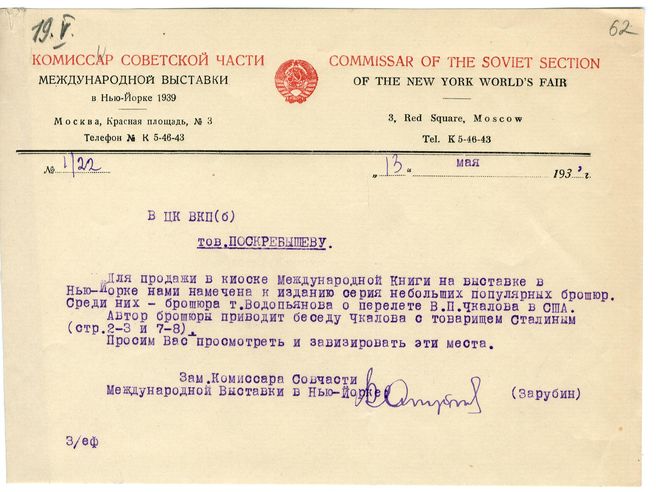 19.V.
62
КОМИССАР СОВЕТСКОЙ ЧАСТИ
МЕЖДУНАРОДНОЙ ВЫСТАВКИ
в Нью-Йорке 1939
Москва, Красная площадь, № 3
Телефон № К 5-46-43
COMMISSAR OF THE SOVIET SECTION
OF THE NEW YORK WORLD'S FAIR
3, Red Square, Moscow
Tel. K 5-46-43
№ 1/22
„13" мая 193 г.
В ЦК ВКП(б)
тов.ПОСКРЕБЫШЕВУ.
Для продажи в киоске Международной Книги на выставке в
Нью-Йорке нами намечена к изданию серия небольших популярных брошюр.
Среди них - брошюра т.Водопьянова о перелете В.П.Чкалова в США.
Автор брошюры приводит беседу Чкалова с товарищем Сталиным
(стр.2-3 и 7-8).
Просим Вас просмотреть и завизировать эти места.
Зам.Комиссара Совчасти
Международной Выставки в Нью-Йорке
(Зарубин)
З/еф